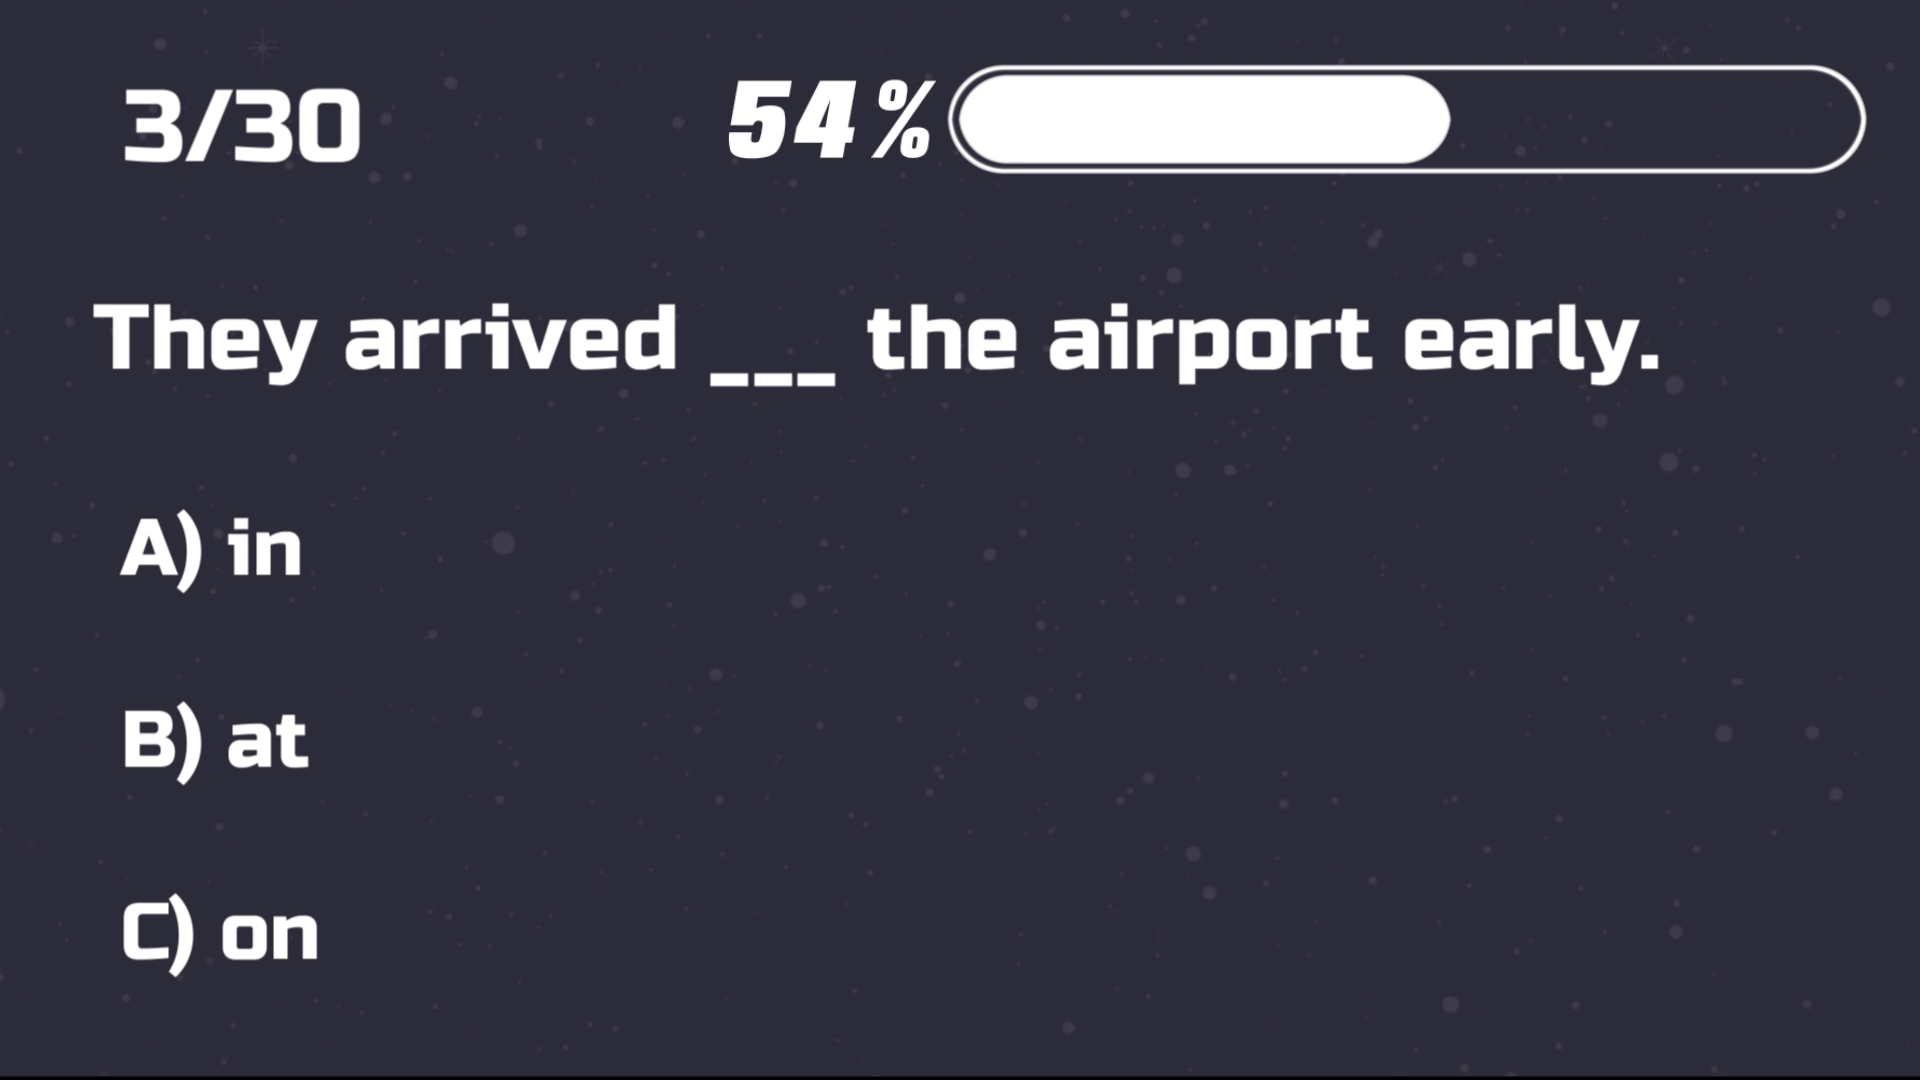 3/30
54%
They arrived ___ the airport early.
A) in
B) at
C) on